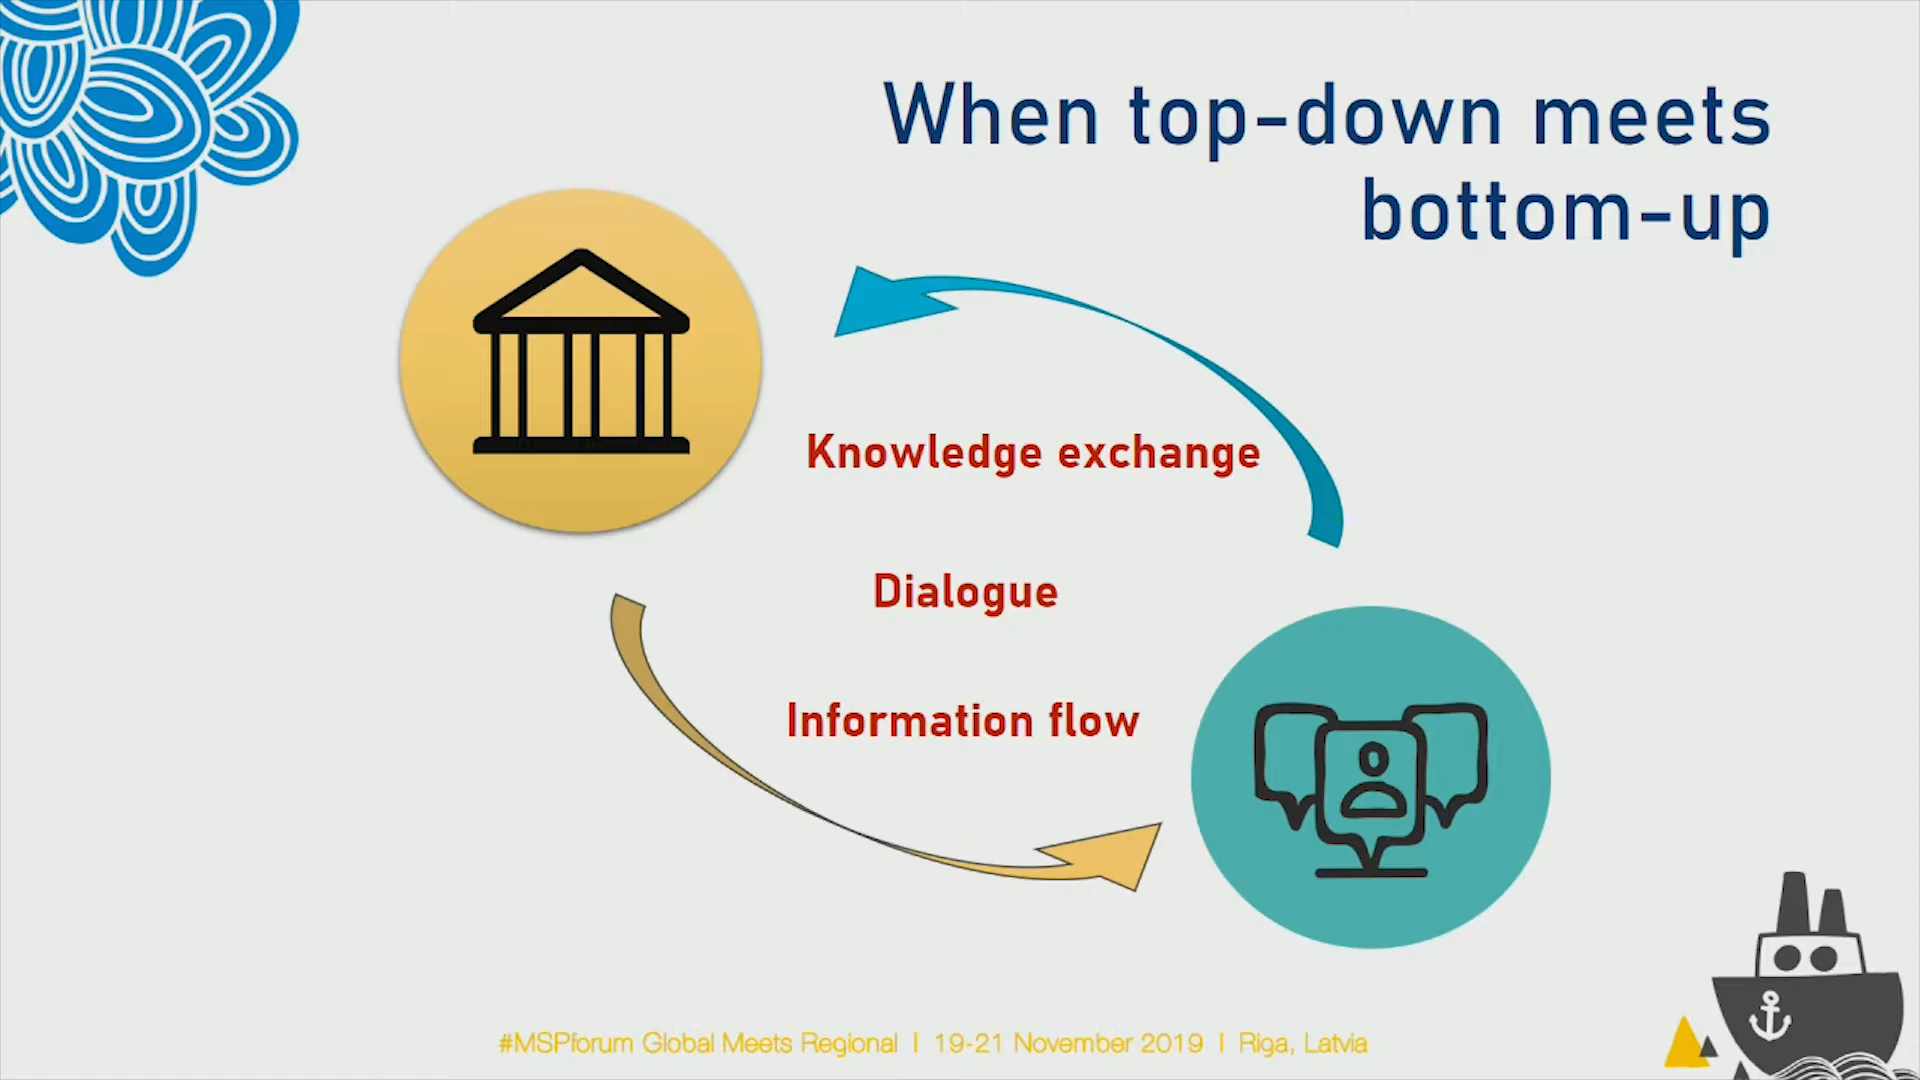 When top-down meets
bottom-up
Knowledge exchange
Dialogue
Information flow
#MSPforum Global Meets Regional | 19-21 November 2019 | Riga, Latvia